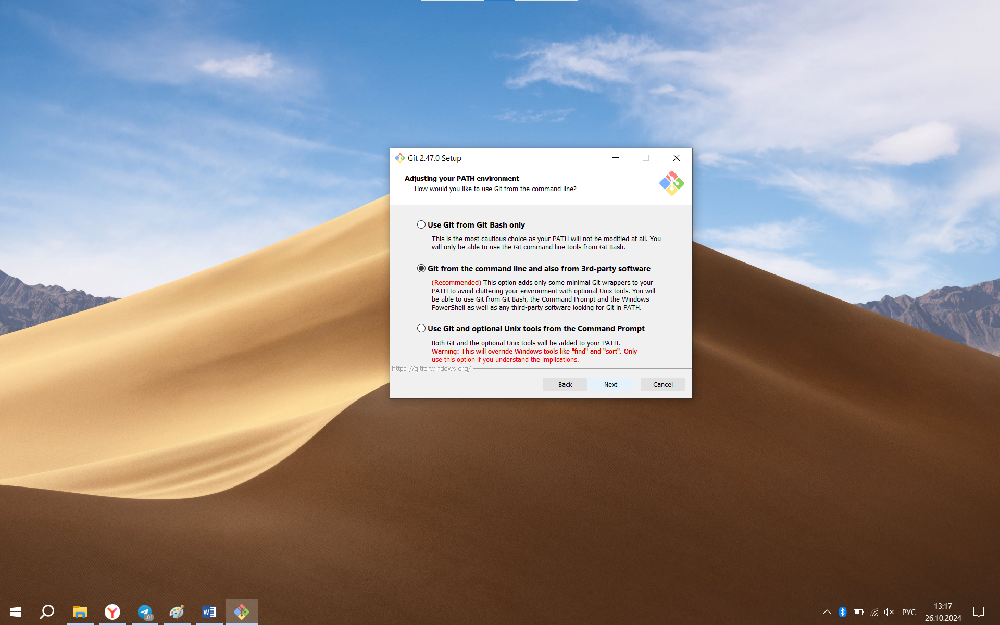 Git 2.47.0 Setup
Adjusting your PATH environment
How would you like to use Git from the command line?
Use Git from Git Bash only
This is the most cautious choice as your PATH will not be modified at all. You
will only be able to use the Git command line tools from Git Bash.
Git from the command line and also from 3rd-party software
(Recommended) This option adds only some minimal Git wrappers to your
PATH to avoid cluttering your environment with optional Unix tools. You will
be able to use Git from Git Bash, the Command Prompt and the Windows
PowerShell as well as any third-party software looking for Git in PATH.
Use Git and optional Unix tools from the Command Prompt
Both Git and the optional Unix tools will be added to your PATH.
Warning: This will override Windows tools like "find" and "sort". Only
use this option if you understand the implications.
https://gitforwindows.org/
Back Next Cancel
РУС
13:17
26.10.2024